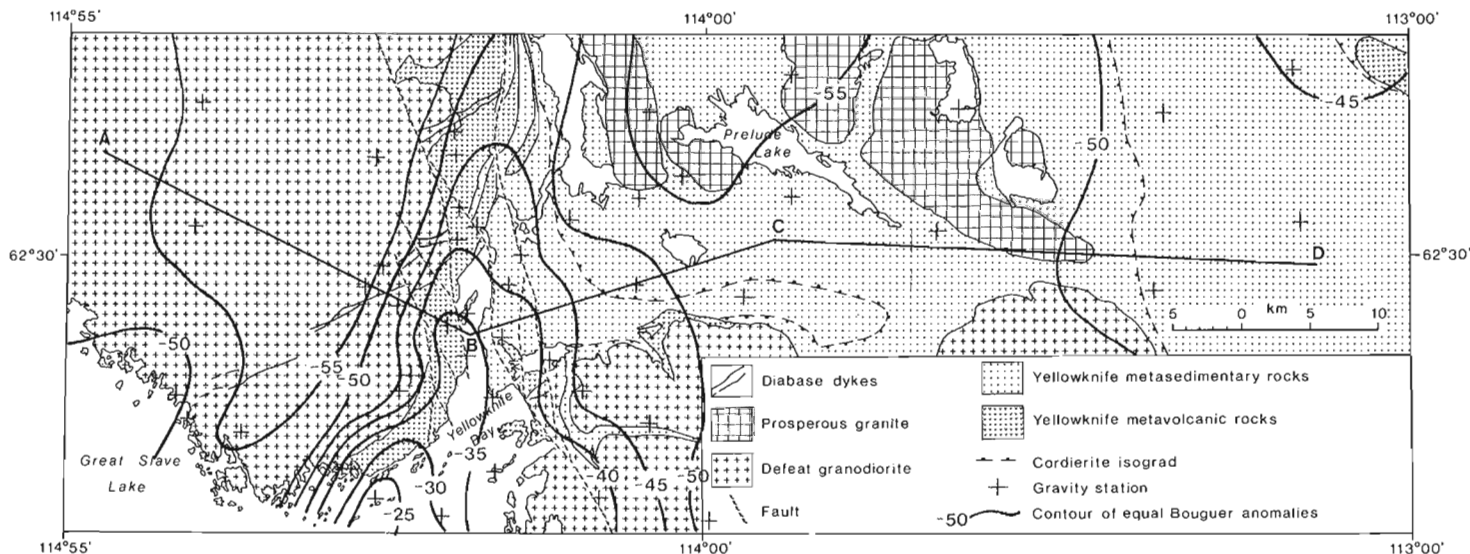 114°55'
114°00'
113°00'
-45
-55
A
Prelude
Lake
-50
C
D
62°30'
62°30'
5 0 km 5 10
B
-50
-55
-50
Yellowknife
Bay
-35
Great Slave
Lake
-30
-40
-50
-45
-25
Diabase dykes
Prosperous granite
Defeat granodiorite
Fault
Yellowknife metasedimentary rocks
Yellowknife metavolcanic rocks
Cordierite isograd
Gravity station
-50 Contour of equal Bouguer anomalies
114°55'
114°00'
113°00'